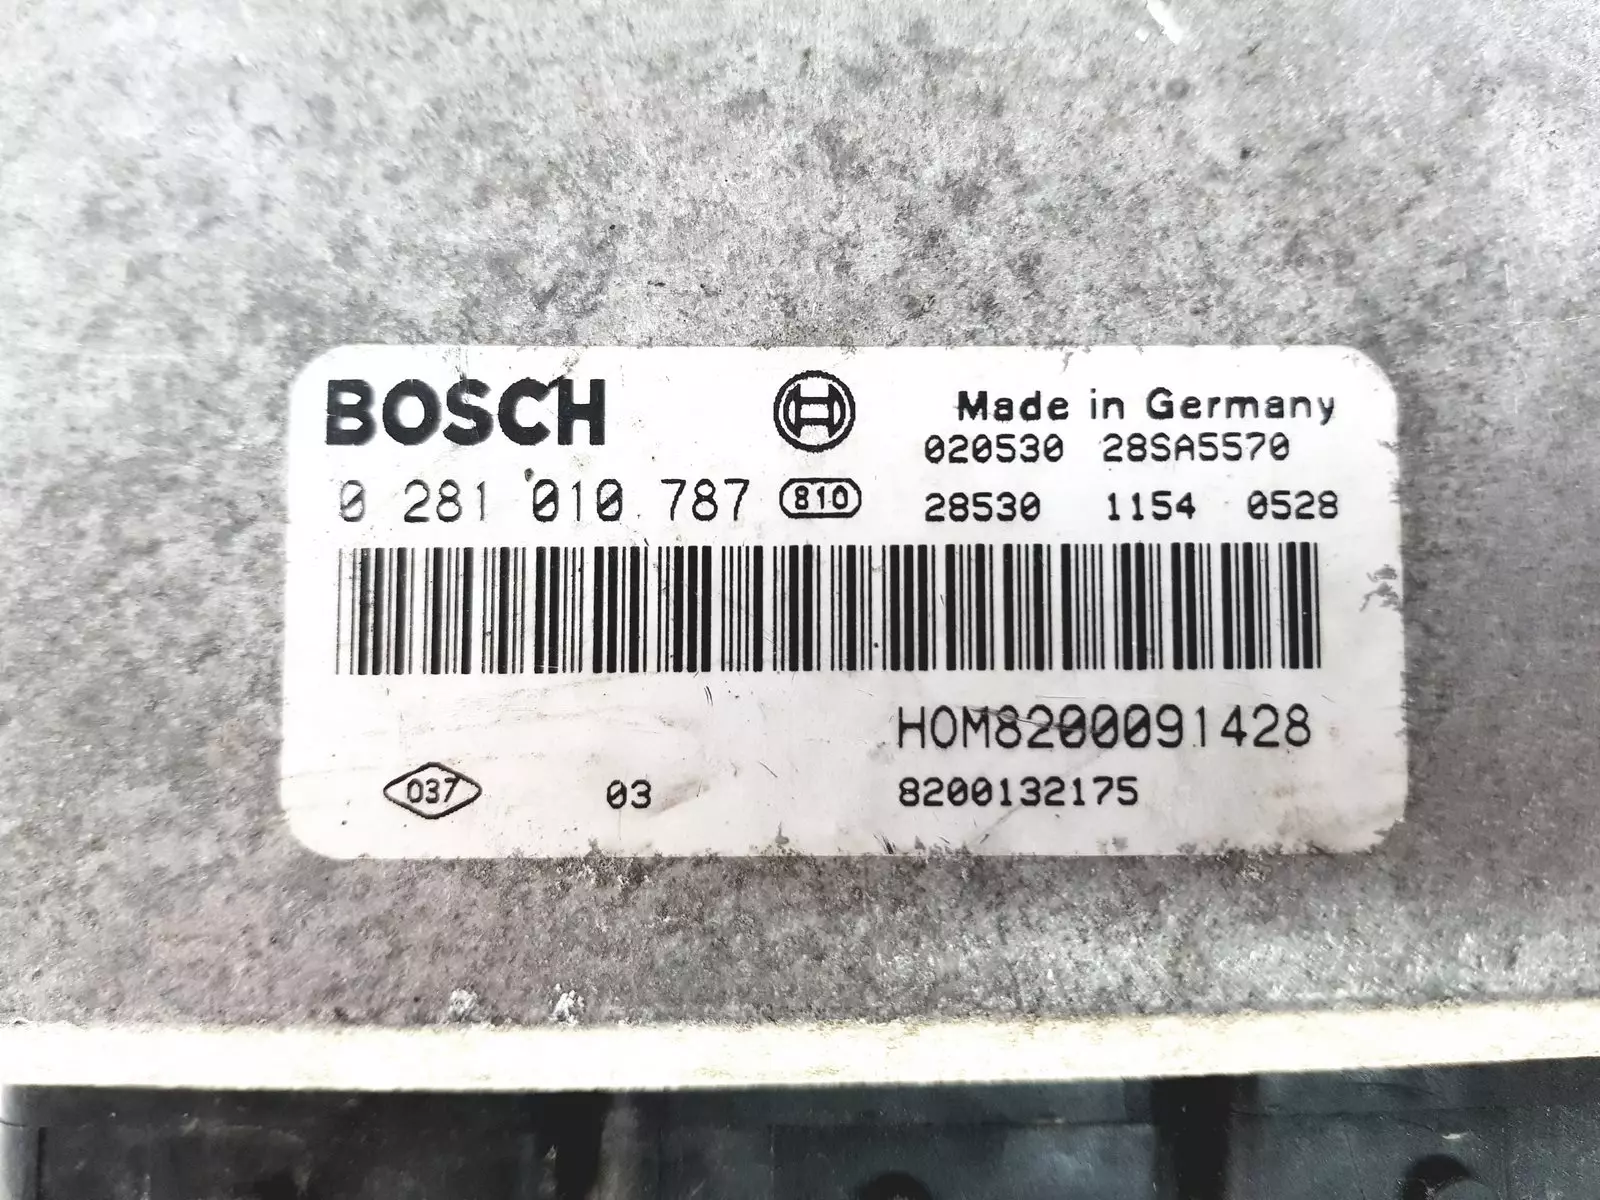 BOSCH
Made in Germany
020530 28SA5570
0 281 010 787 810
28530 1154 0528
HOM8200091428
037 03 8200132175